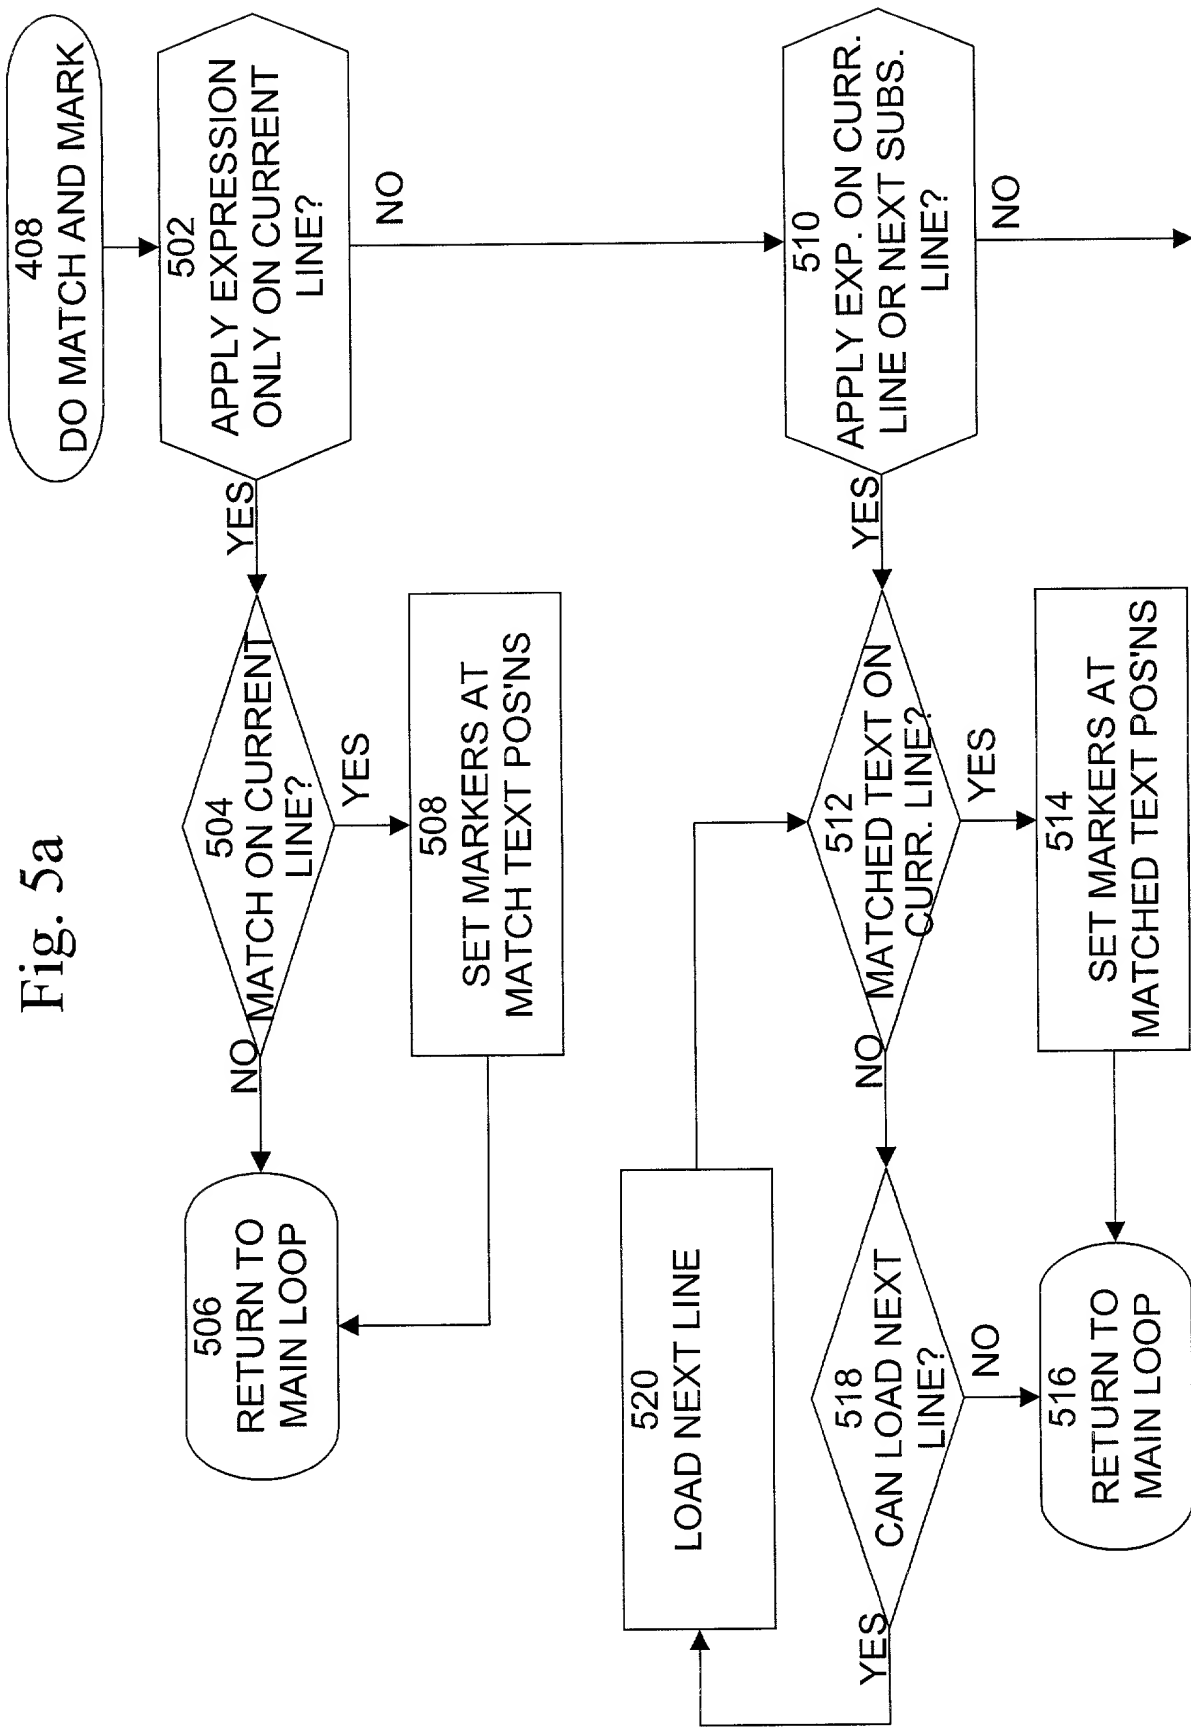 Fig. 5a
408
DO MATCH AND MARK
502
APPLY EXPRESSION
ONLY ON CURRENT
LINE?
YES
NO
504
MATCH ON CURRENT
LINE?
NO
YES
506
RETURN TO
MAIN LOOP
508
SET MARKERS AT
MATCH TEXT POS'NS
510
APPLY EXP. ON CURR.
LINE OR NEXT SUBS.
LINE?
YES
NO
512
MATCHED TEXT ON
CURR. LINE?
NO
YES
514
SET MARKERS AT
MATCHED TEXT POS'NS
520
LOAD NEXT LINE
518
CAN LOAD NEXT
LINE?
YES
NO
516
RETURN TO
MAIN LOOP